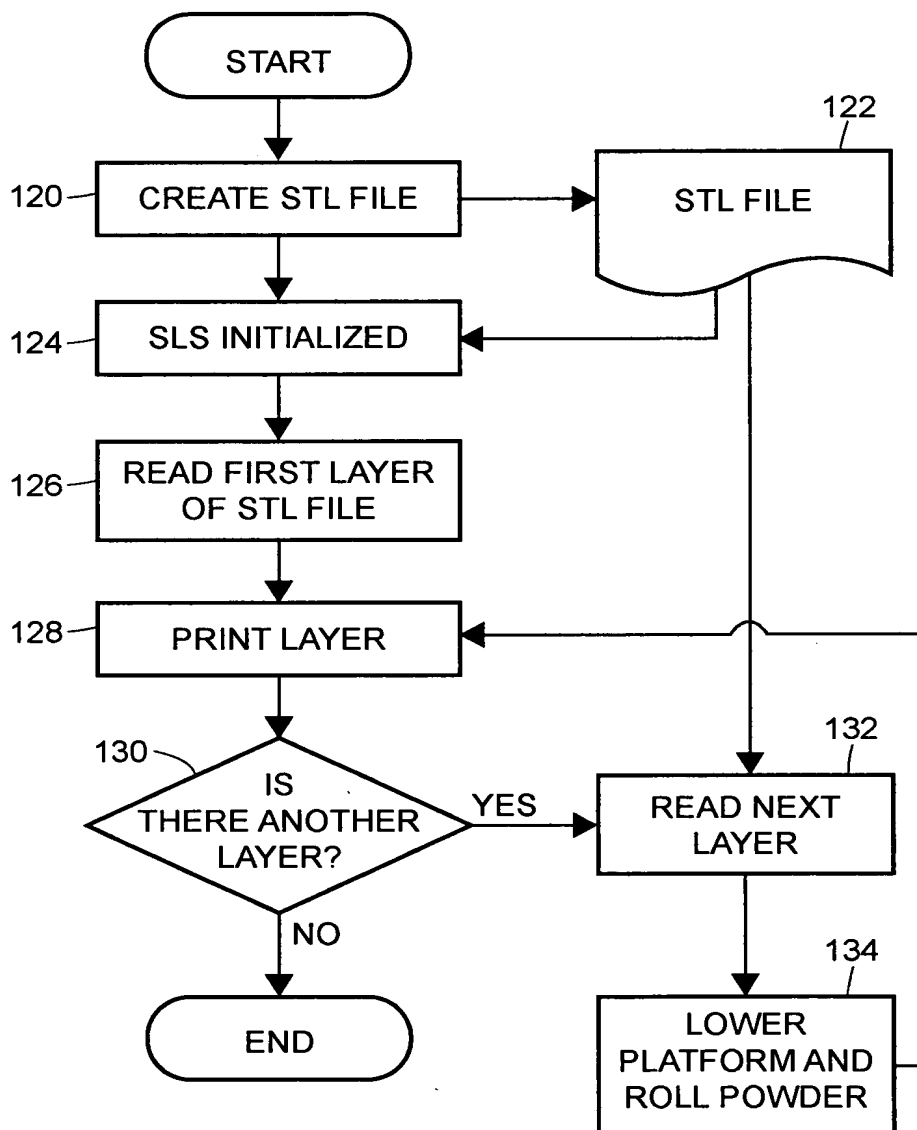 START
122
120
CREATE STL FILE
STL FILE
124
SLS INITIALIZED
126
READ FIRST LAYER
OF STL FILE
128
PRINT LAYER
130
IS
THERE ANOTHER
LAYER?
YES
132
READ NEXT
LAYER
NO
134
END
LOWER
PLATFORM AND
ROLL POWDER